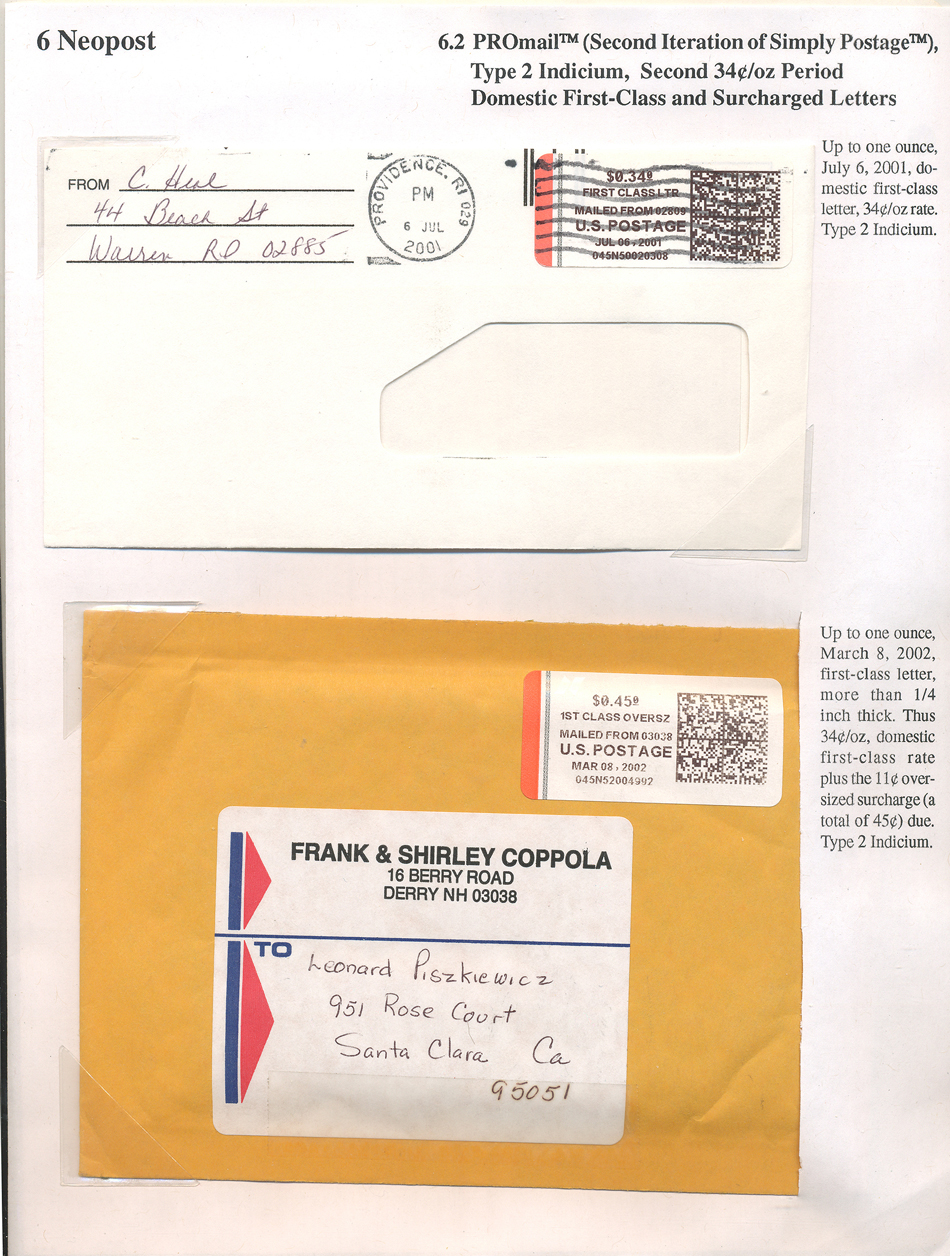 6 Neopost
6.2 PROmail™ (Second Iteration of Simply Postage™),
Type 2 Indicium, Second 34¢/oz Period
Domestic First-Class and Surcharged Letters
Up to one ounce,
July 6, 2001, do-
mestic first-class
letter, 34¢/oz rate.
Type 2 Indicium.
FROM C. Heal
44 Beach St
Warren RI 02885
PROVIDENCE, RI 029
PM
6 JUL
2001
$0.340
FIRST CLASS LTR
MAILED FROM 02809
U.S. POSTAGE
JUL 06, 2001
045N50020308
Up to one ounce,
March 8, 2002,
first-class letter,
more than 1/4
inch thick. Thus
34¢/oz, domestic
first-class rate
plus the 11¢ over-
sized surcharge (a
total of 45¢) due.
Type 2 Indicium.
$0.450
1ST CLASS OVERSZ
MAILED FROM 03038
U.S. POSTAGE
MAR 08, 2002
045N52004992
FRANK & SHIRLEY COPPOLA
16 BERRY ROAD
DERRY NH 03038
TO
Leonard Piszkiewicz
951 Rose Court
Santa Clara Ca
95051